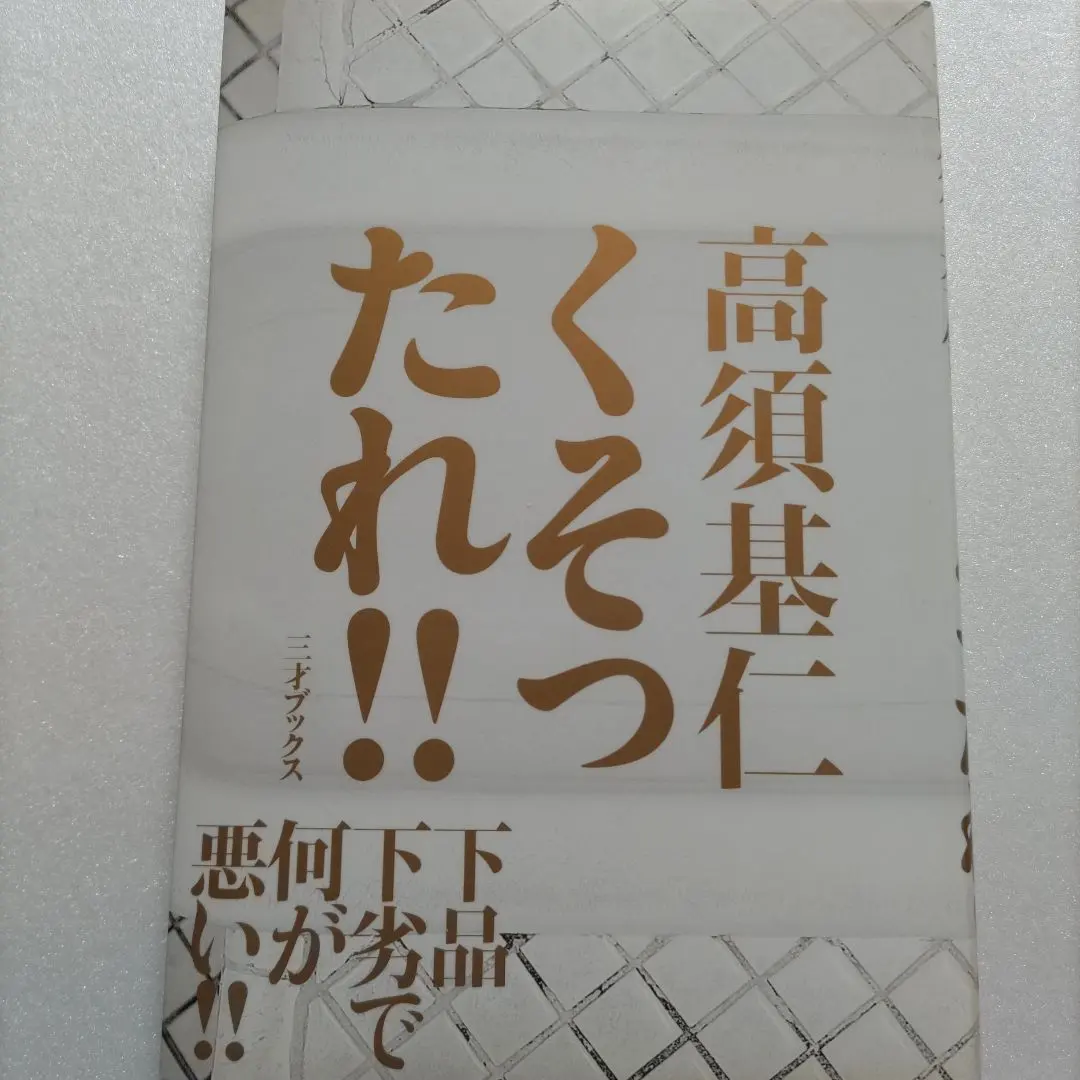 高須基仁
くそっ
たれ!!
三才ブックス
下品
下劣で
何が
悪い!!